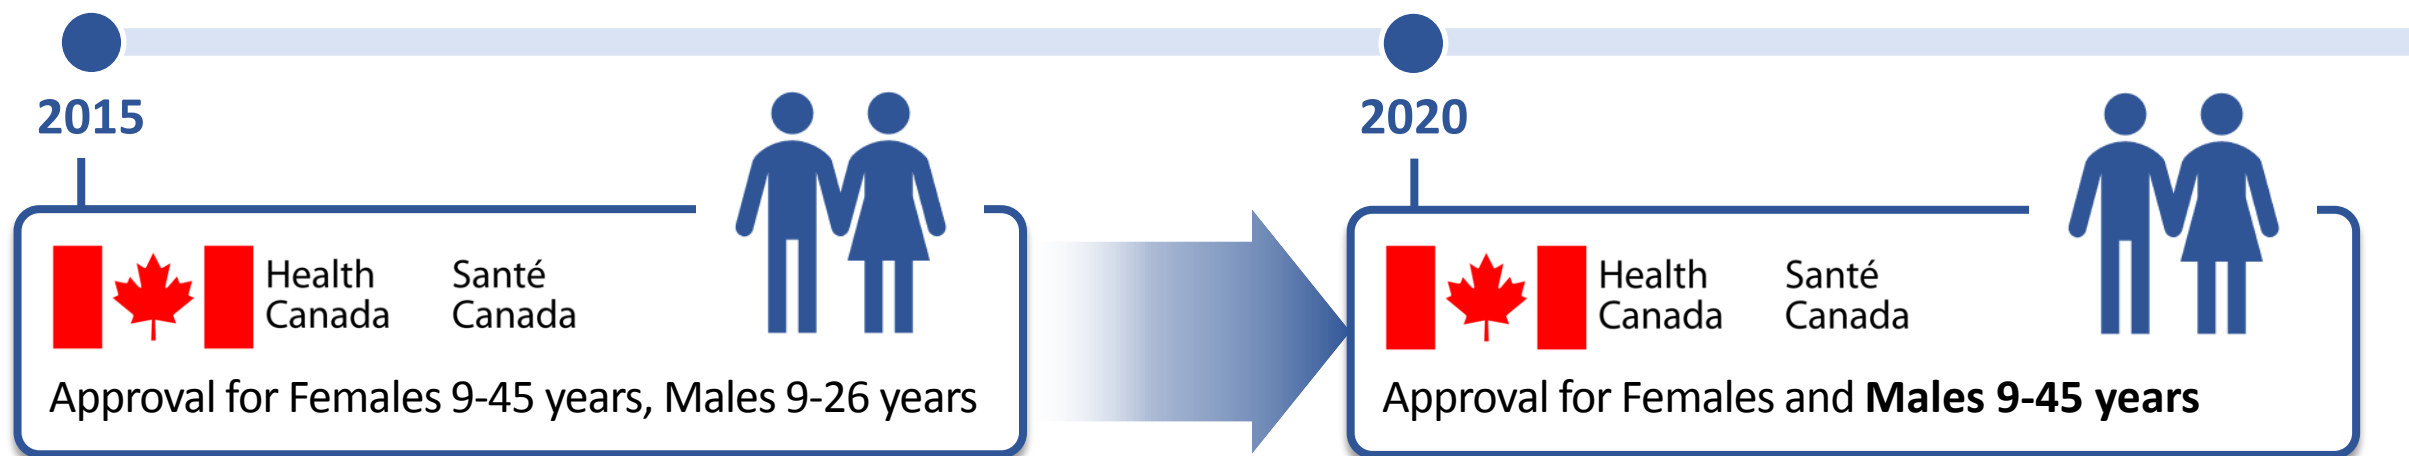 2015
Health Canada
Santé Canada
Approval for Females 9-45 years, Males 9-26 years
2020
Health Canada
Santé Canada
Approval for Females and Males 9-45 years